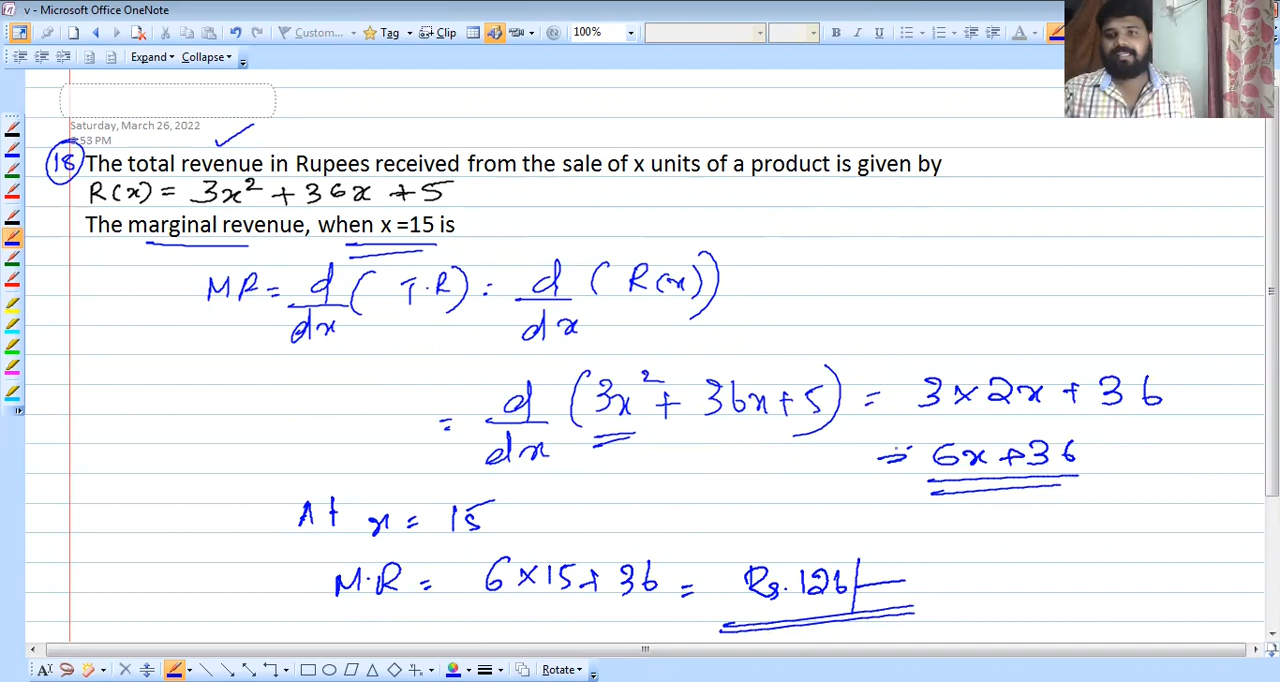 v - Microsoft Office OneNote
Custom... Tag Clip 100% B I U A
Expand Collapse
Saturday, March 26, 2022
53 PM
18 The total revenue in Rupees received from the sale of x units of a product is given by
R(x) = 3x² + 36x + 5
The marginal revenue, when x =15 is
MR = d/dx ( T.R) = d/dx ( R(x))
= d/dx (3x² + 36x + 5) = 3 × 2x + 36
= 6x + 36
At x = 15
M.R = 6 × 15 + 36 = Rs. 126/-
A Rotate